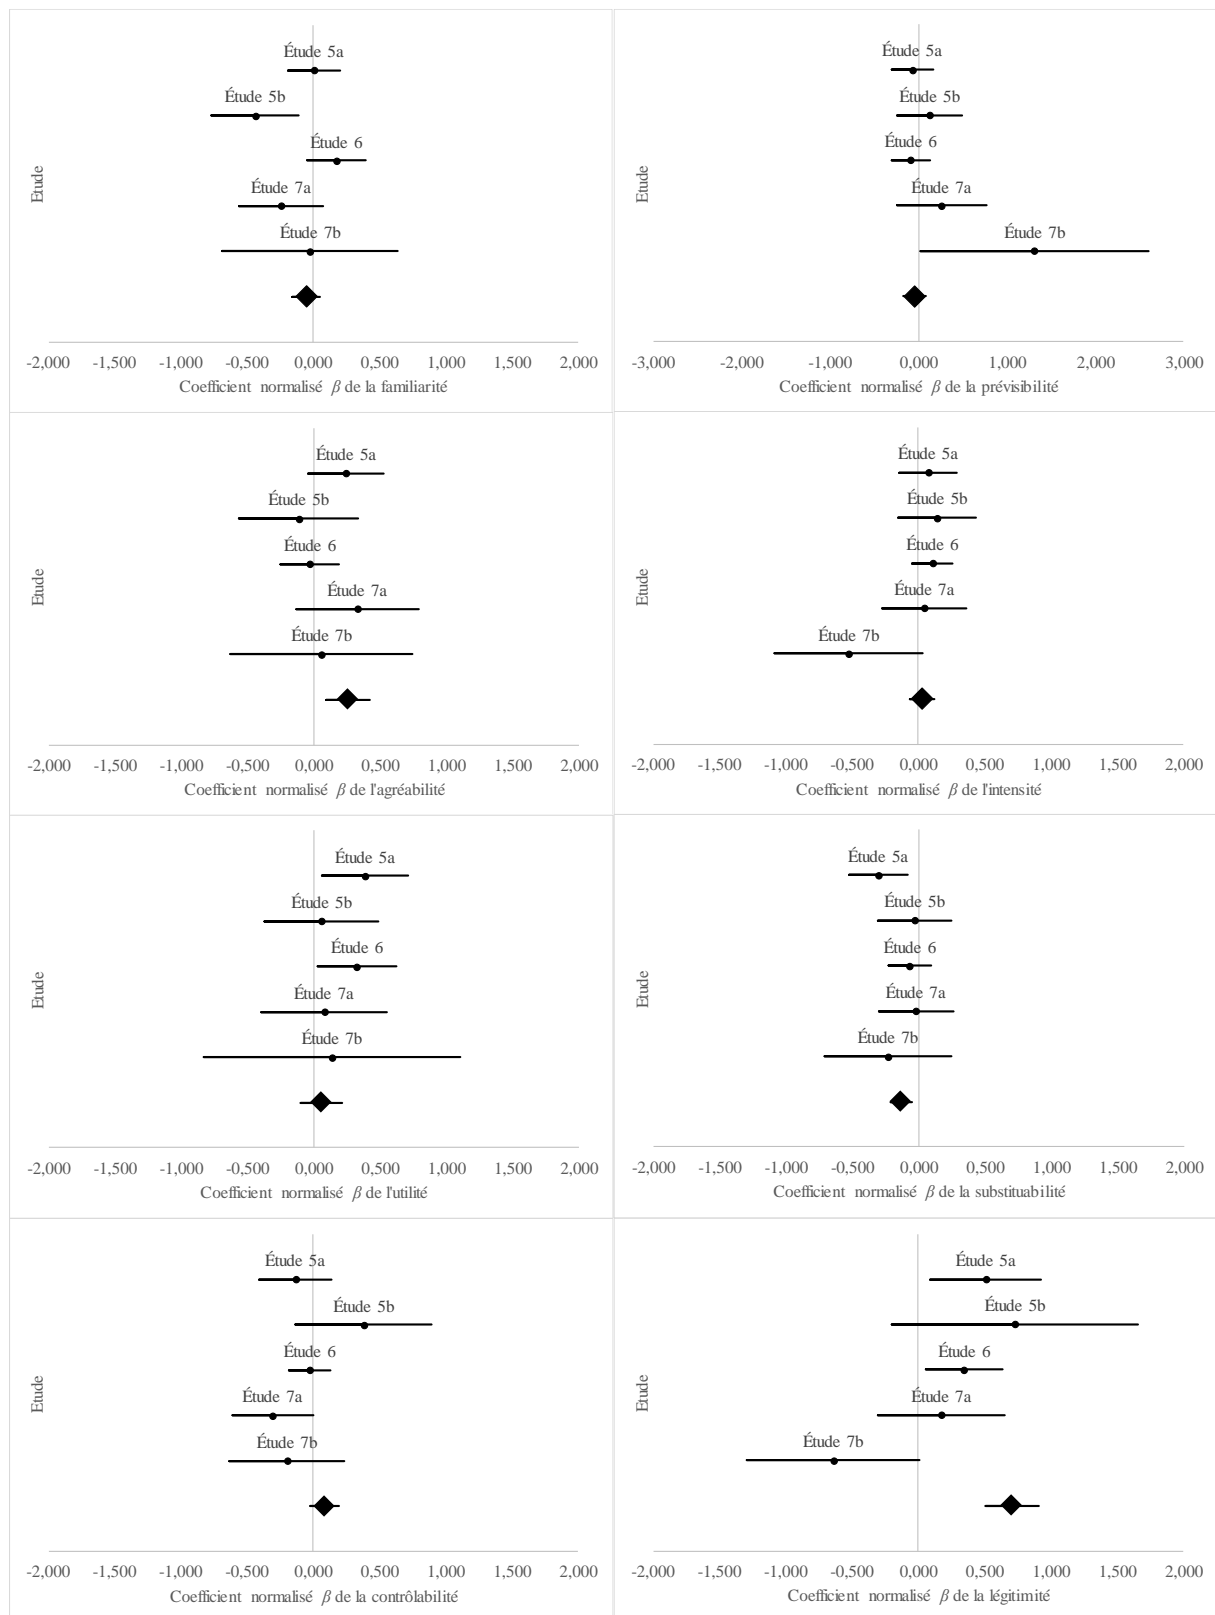 Étude 5a
Étude 5b
Étude 6
Étude 7a
Étude 7b
Etude
-2,000 -1,500 -1,000 -0,500 0,000 0,500 1,000 1,500 2,000
Coefficient normalisé β de la familiarité
Étude 5a
Étude 5b
Étude 6
Étude 7a
Étude 7b
Etude
-3,000 -2,000 -1,000 0,000 1,000 2,000 3,000
Coefficient normalisé β de la prévisibilité
Étude 5a
Étude 5b
Étude 6
Étude 7a
Étude 7b
Etude
-2,000 -1,500 -1,000 -0,500 0,000 0,500 1,000 1,500 2,000
Coefficient normalisé β de l'agréabilité
Étude 5a
Étude 5b
Étude 6
Étude 7a
Étude 7b
Etude
-2,000 -1,500 -1,000 -0,500 0,000 0,500 1,000 1,500 2,000
Coefficient normalisé β de l'intensité
Étude 5a
Étude 5b
Étude 6
Étude 7a
Étude 7b
Etude
-2,000 -1,500 -1,000 -0,500 0,000 0,500 1,000 1,500 2,000
Coefficient normalisé β de l'utilité
Étude 5a
Étude 5b
Étude 6
Étude 7a
Étude 7b
Etude
-2,000 -1,500 -1,000 -0,500 0,000 0,500 1,000 1,500 2,000
Coefficient normalisé β de la substituabilité
Étude 5a
Étude 5b
Étude 6
Étude 7a
Étude 7b
Etude
-2,000 -1,500 -1,000 -0,500 0,000 0,500 1,000 1,500 2,000
Coefficient normalisé β de la contrôlabilité
Étude 5a
Étude 5b
Étude 6
Étude 7a
Étude 7b
Etude
-2,000 -1,500 -1,000 -0,500 0,000 0,500 1,000 1,500 2,000
Coefficient normalisé β de la légitimité